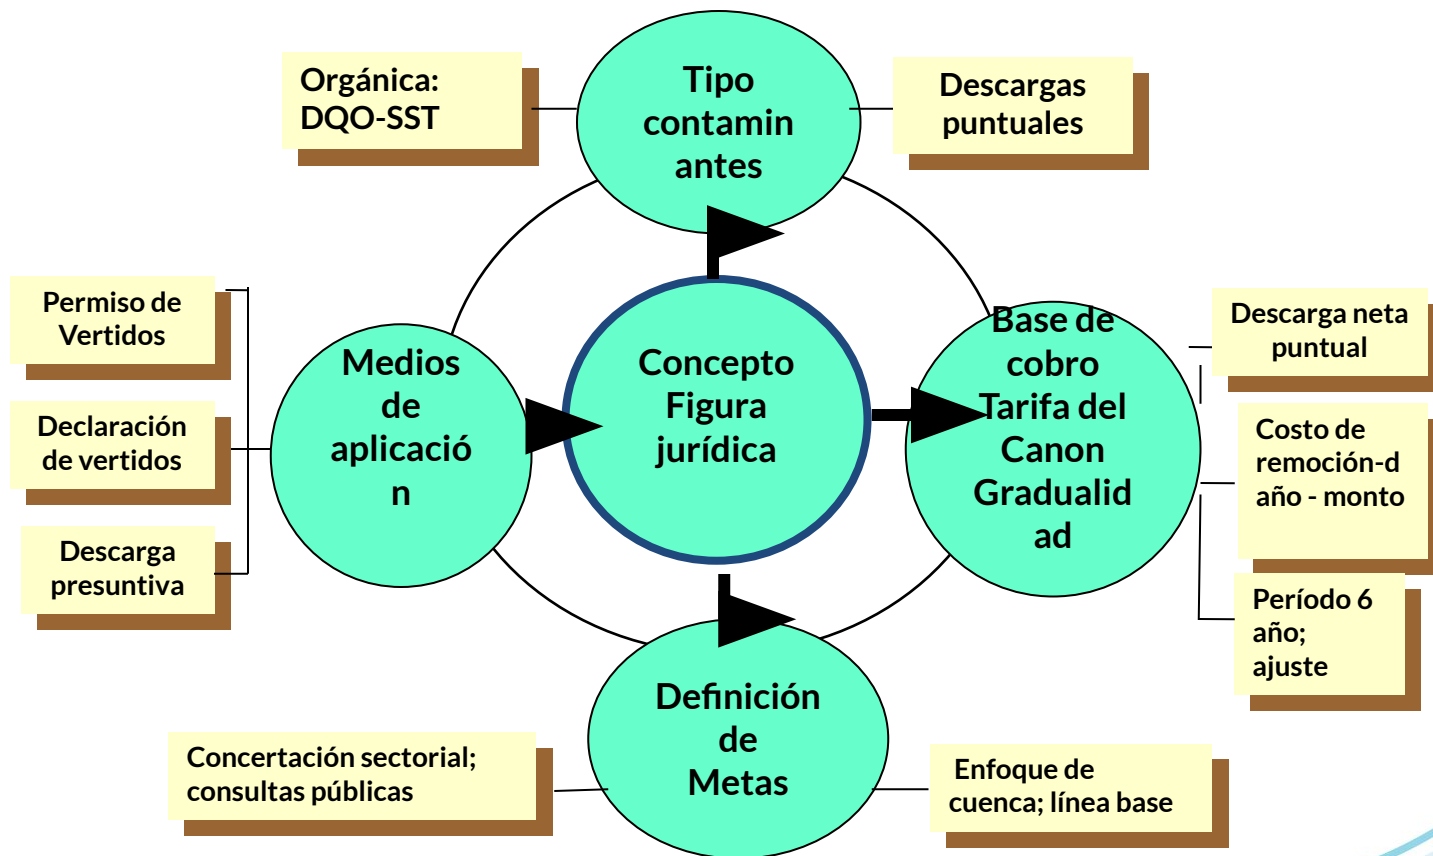 Orgánica:
DQO-SST
Tipo
contamin
antes
Descargas
puntuales
Permiso de
Vertidos
Declaración
de vertidos
Descarga
presuntiva
Medios
de
aplicació
n
Concepto
Figura
jurídica
Base de
cobro
Tarifa del
Canon
Gradualid
ad
Descarga neta
puntual
Costo de
remoción-d
año - monto
Período 6
año;
ajuste
Definición
de
Metas
Concertación sectorial;
consultas públicas
Enfoque de
cuenca; línea base